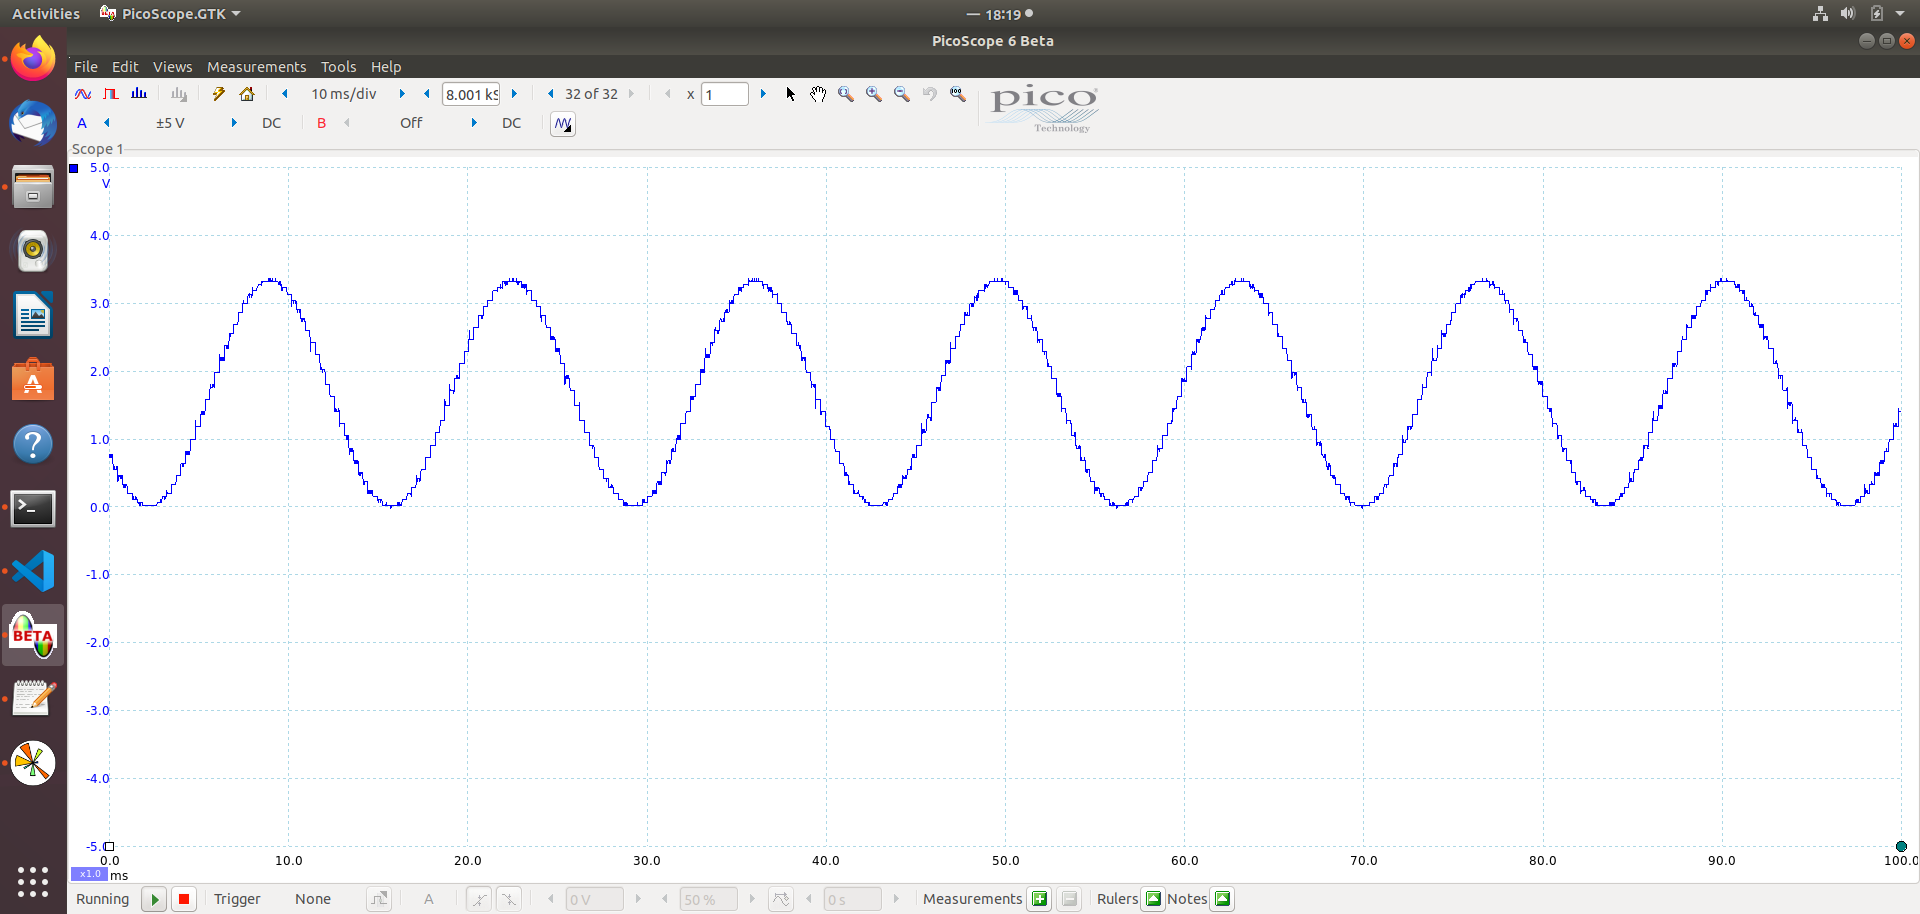 Activities PicoScope.GTK 18:19
PicoScope 6 Beta
File Edit Views Measurements Tools Help
10 ms/div 8.001 kS 32 of 32 x 1
pico
Technology
A ±5 V DC B Off DC
Scope 1
5.0
V
4.0
3.0
2.0
1.0
0.0
-1.0
-2.0
-3.0
-4.0
-5.0
BETA
0.0 10.0 20.0 30.0 40.0 50.0 60.0 70.0 80.0 90.0 100.0
x1.0 ms
Running Trigger None A 0 V 50 % 0 s Measurements Rulers Notes